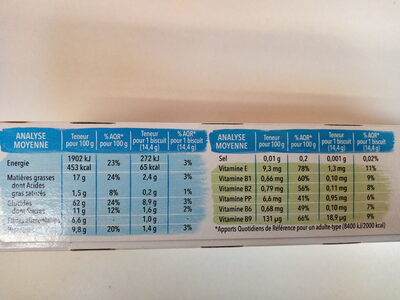 ANALYSE MOYENNE Teneur pour 100 g % AQR* pour 100 g Teneur pour 1 biscuit (14,4 g) % AQR* pour 1 biscuit (14,4 g)
Energie 1902 kJ 453 kcal 23% 272 kJ 65 kcal 3%
Matières grasses 17 g 24% 2,4 g 3%
dont Acides gras saturés 1,5 g 8% 0,2 g 1%
Glucides 62 g 24% 8,9 g 3%
dont Sucres 11 g 12% 1,6 g 2%
Fibres alimentaires 6,6 g - 1,0 g -
9,8 g 20% 1,4 g 3%
ANALYSE MOYENNE Teneur pour 100 g % AQR* pour 100 g Teneur pour 1 biscuit (14,4 g) % AQR* pour 1 biscuit (14,4 g)
Sel 0,01 g 0,2 0,001 g 0,02%
Vitamine E 9,3 mg 78% 1,3 mg 11%
Vitamine B1 0,66 mg 60% 0,10 mg 9%
Vitamine B2 0,79 mg 56% 0,11 mg 8%
Vitamine PP 6,6 mg 41% 0,95 mg 6%
Vitamine B6 0,68 mg 49% 0,10 mg 7%
Vitamine B9 131 µg 66% 18,9 µg 9%
*Apports Quotidiens de Référence pour un adulte-type (8400 kJ/2000 kcal)